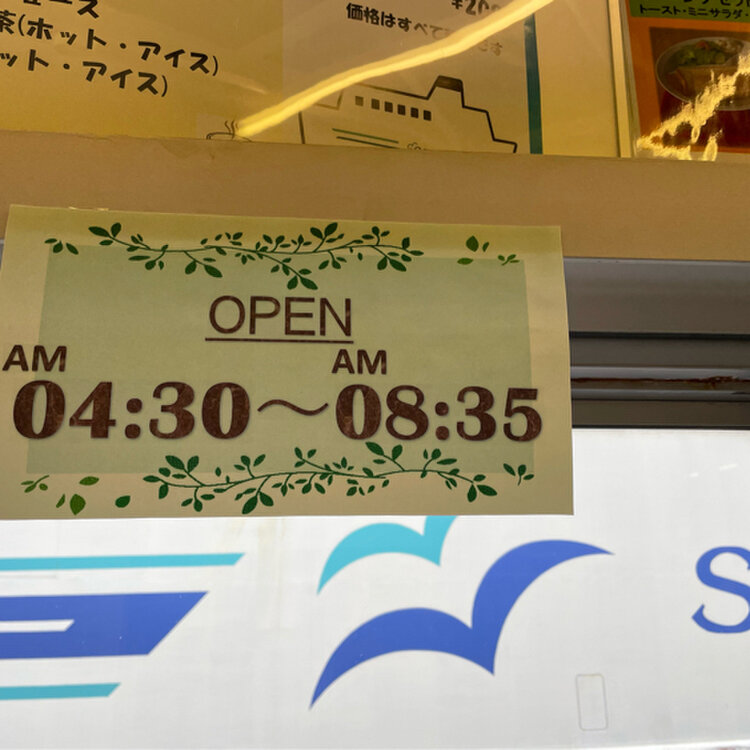 茶(ホット・アイス)
ット・アイス)
¥200
価格はすべて
トースト・ミニサラダ・
OPEN
AM AM
04:30～08:35
S